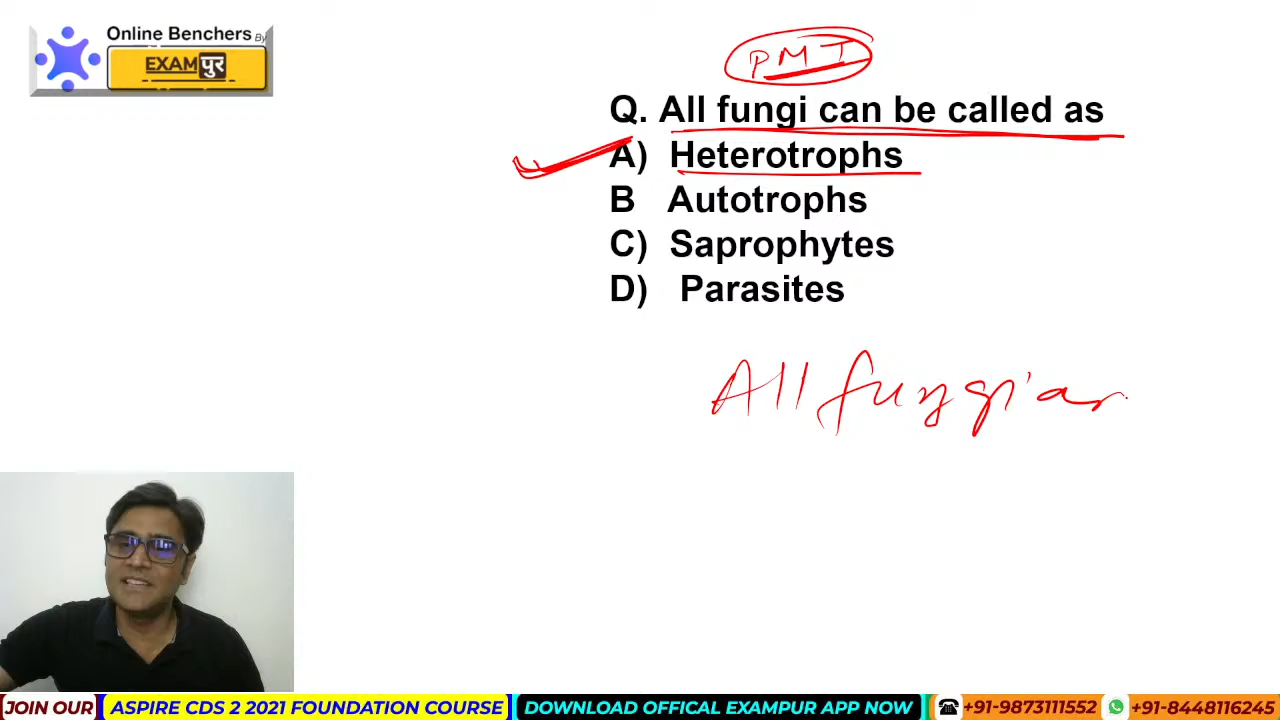 Online Benchers By
EXAMपुर
PMT
Q. All fungi can be called as
A) Heterotrophs
B Autotrophs
C) Saprophytes
D) Parasites
All fungi ar
JOIN OUR ASPIRE CDS 2 2021 FOUNDATION COURSE DOWNLOAD OFFICAL EXAMPUR APP NOW +91-9873111552 +91-8448116245